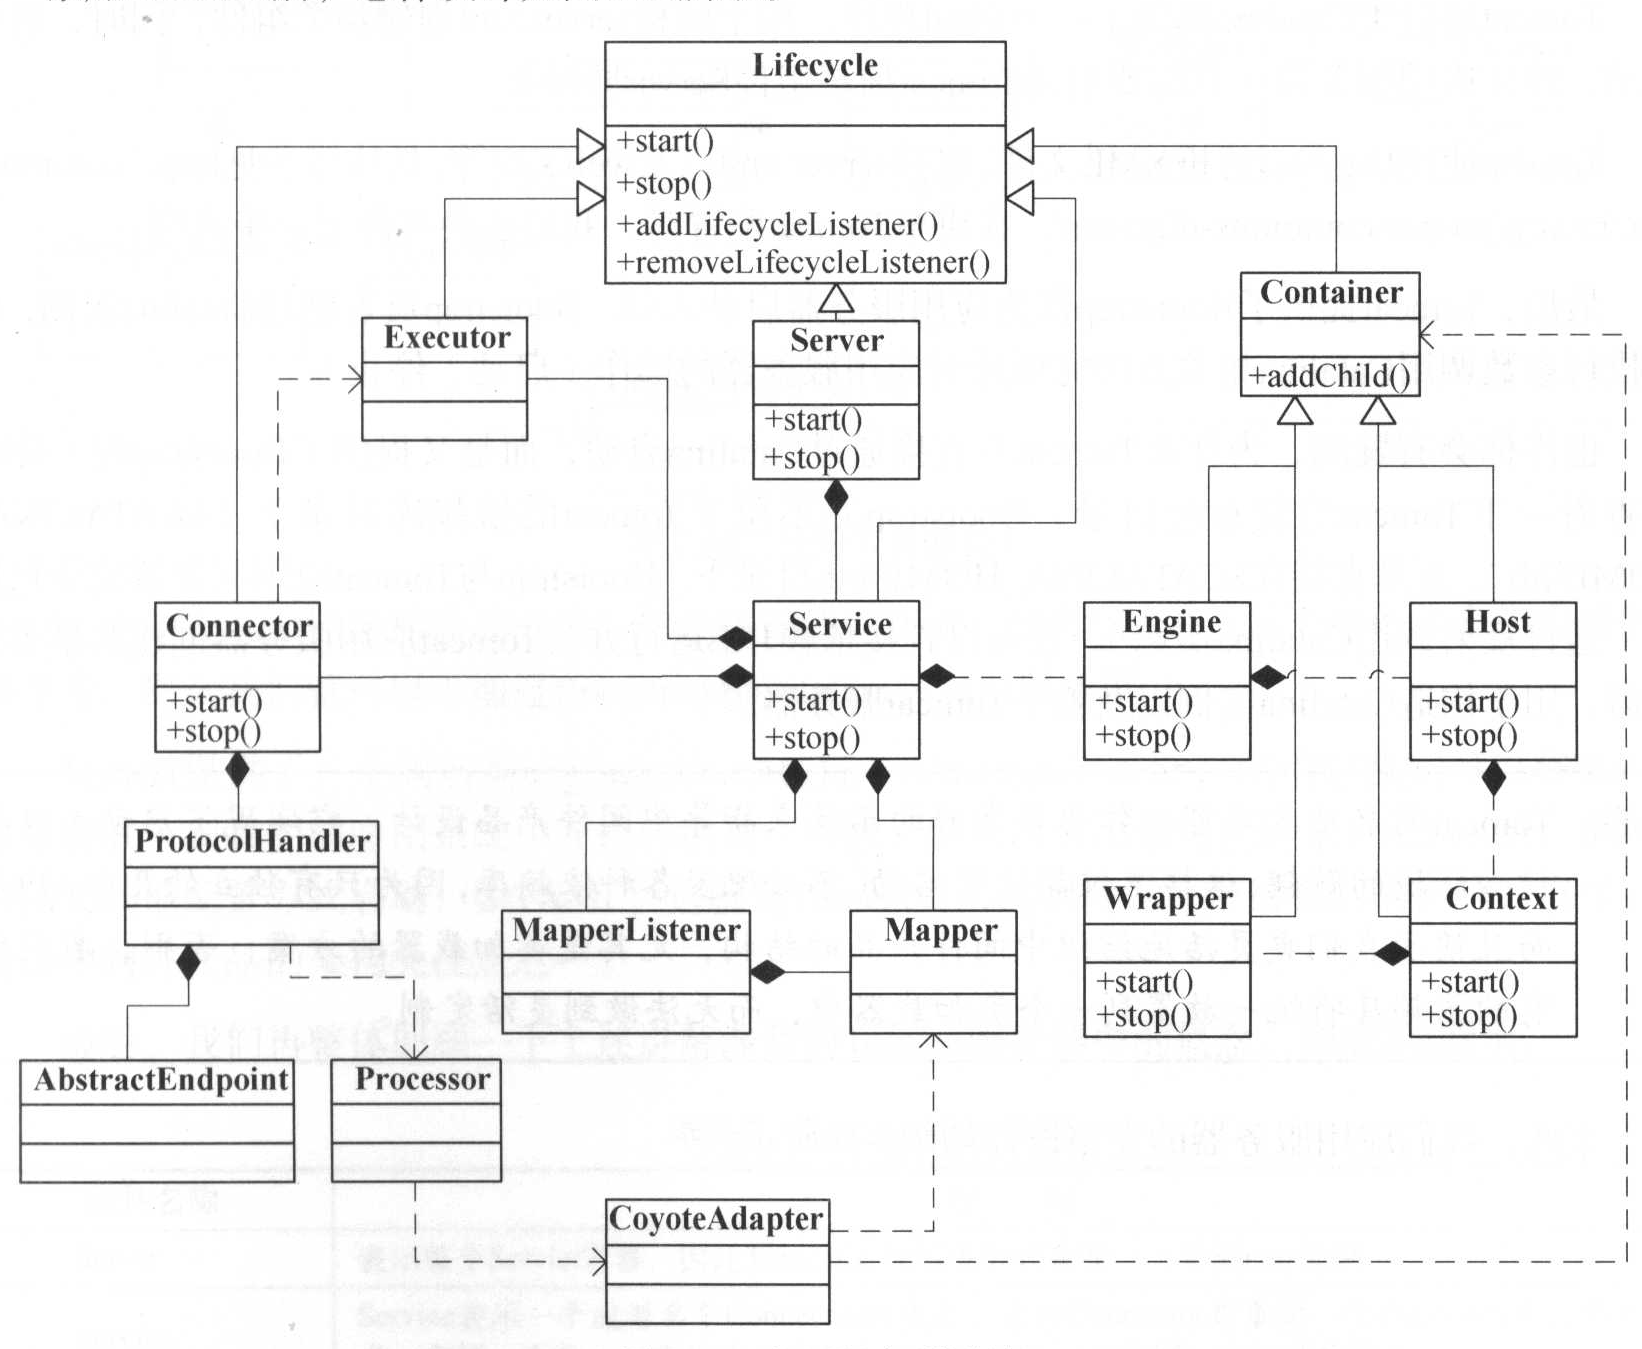 Lifecycle
+start()
+stop()
+addLifecycleListener()
+removeLifecycleListener()
Container
+addChild()
Executor
Server
+start()
+stop()
Connector
+start()
+stop()
Service
+start()
+stop()
Engine
+start()
+stop()
Host
+start()
+stop()
ProtocolHandler
MapperListener
Mapper
Wrapper
+start()
+stop()
Context
+start()
+stop()
AbstractEndpoint
Processor
CoyoteAdapter